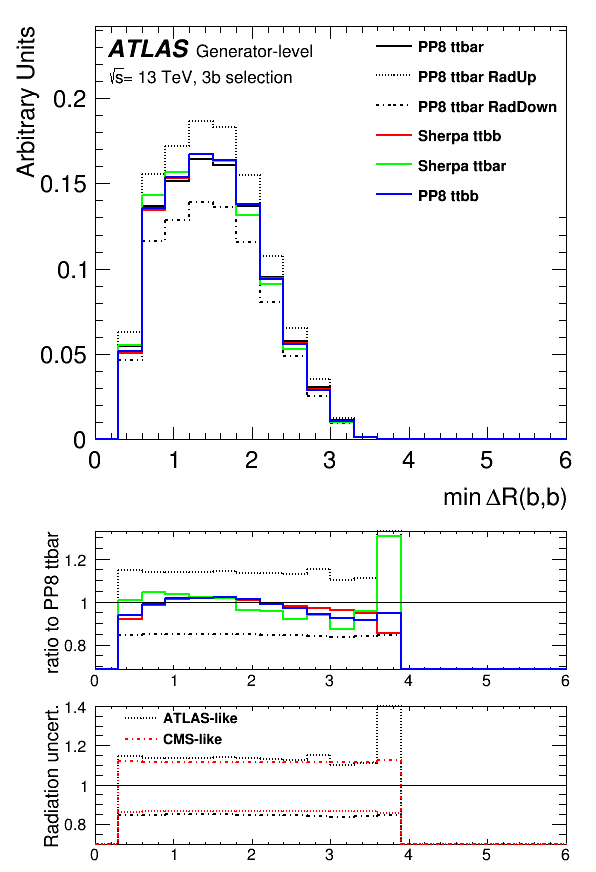 Arbitrary Units
ATLAS Generator-level
√s= 13 TeV, 3b selection
PP8 ttbar
PP8 ttbar RadUp
PP8 ttbar RadDown
Sherpa ttbb
Sherpa ttbar
PP8 ttbb
0.2
0.15
0.1
0.05
0
0 1 2 3 4 5 6
min ΔR(b,b)
ratio to PP8 ttbar
1.2
1
0.8
0 1 2 3 4 5 6
Radiation uncert.
ATLAS-like
CMS-like
1.4
1.2
1
0.8
0 1 2 3 4 5 6